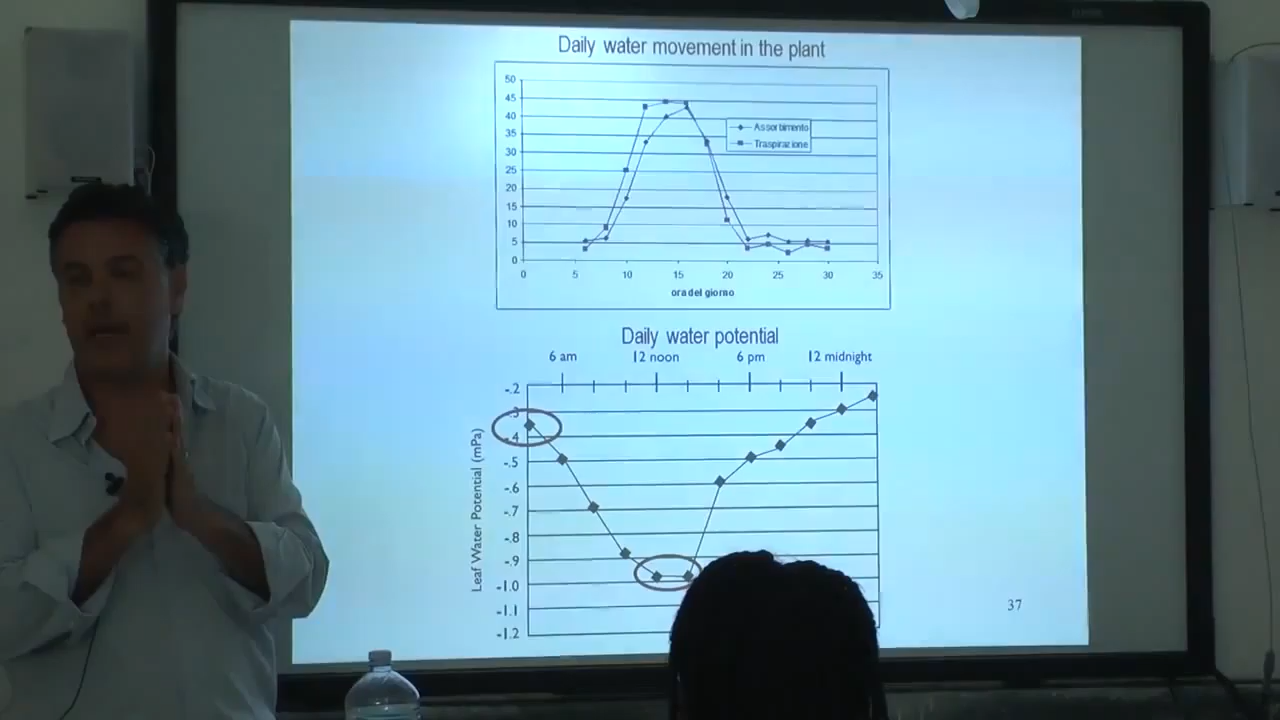 Daily water movement in the plant
50
45
40
35
30
25
20
15
10
5
0
Assorbimento
Traspirazione
0 5 10 15 20 25 30 35
ora del giorno
Daily water potential
6 am 12 noon 6 pm 12 midnight
Leaf Water Potential (mPa)
-.2
.3
-.4
-.5
-.6
-.7
-.8
-.9
-1.0
-1.1
-1.2
37